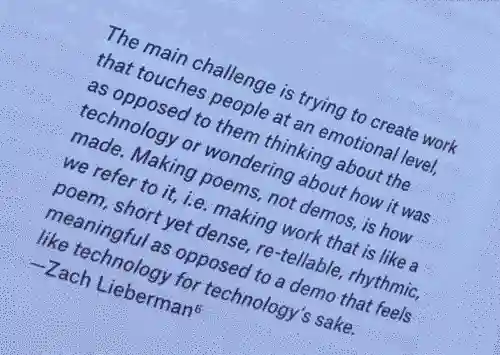 The main challenge is trying to create work
that touches people at an emotional level,
as opposed to them thinking about the
technology or wondering about how it was
made. Making poems, not demos, is how
we refer to it, i.e. making work that is like a
poem, short yet dense, re-tellable, rhythmic,
meaningful as opposed to a demo that feels
like technology for technology's sake.
—Zach Lieberman⁶